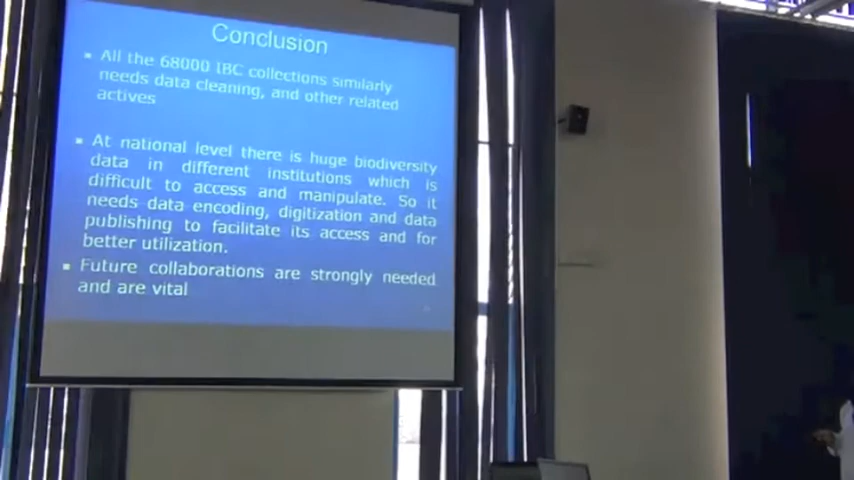 Conclusion
All the 68000 IBC collections similarly
needs data cleaning, and other related
actives
At national level there is huge biodiversity
data in different institutions which is
difficult to access and manipulate. So it
needs data encoding, digitization and data
publishing to facilitate its access and for
better utilization.
Future collaborations are strongly needed
and are vital